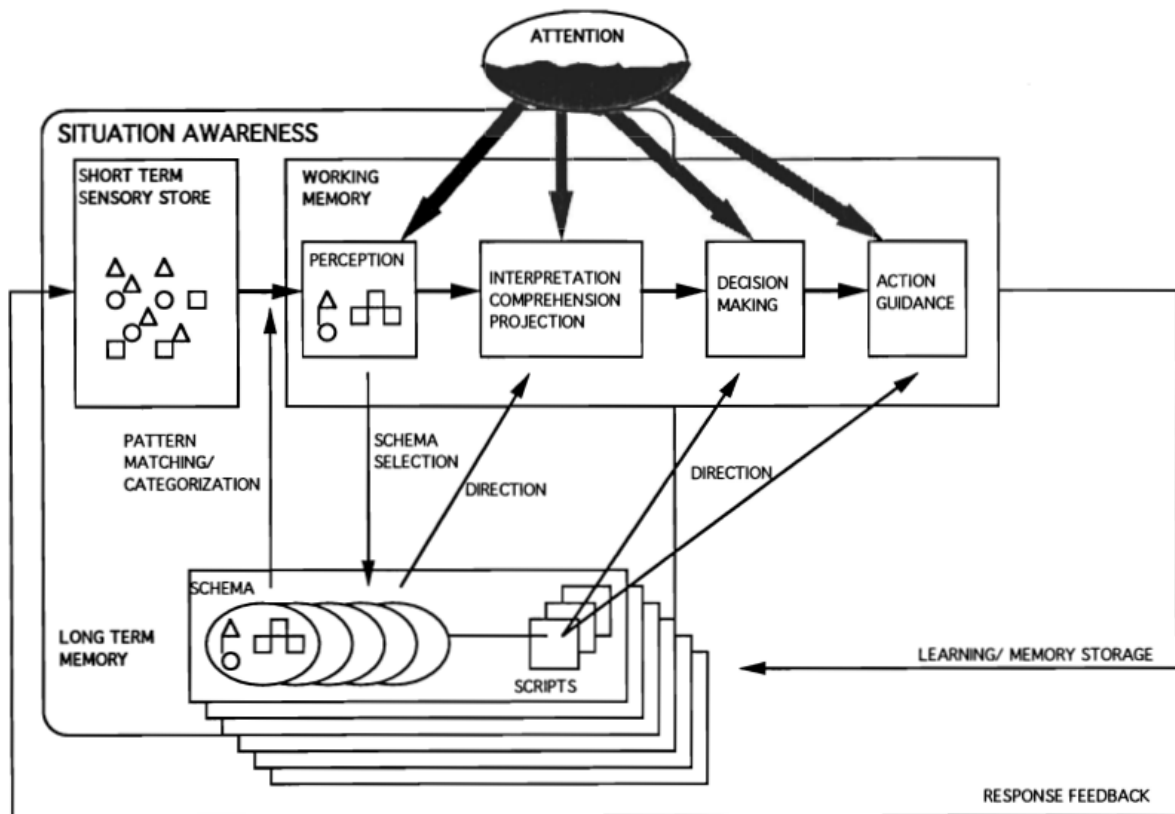 ATTENTION
SITUATION AWARENESS
SHORT TERM
SENSORY STORE
WORKING
MEMORY
PERCEPTION
INTERPRETATION
COMPREHENSION
PROJECTION
DECISION
MAKING
ACTION
GUIDANCE
PATTERN
MATCHING/
CATEGORIZATION
SCHEMA
SELECTION
DIRECTION
DIRECTION
SCHEMA
LONG TERM
MEMORY
SCRIPTS
LEARNING/ MEMORY STORAGE
RESPONSE FEEDBACK